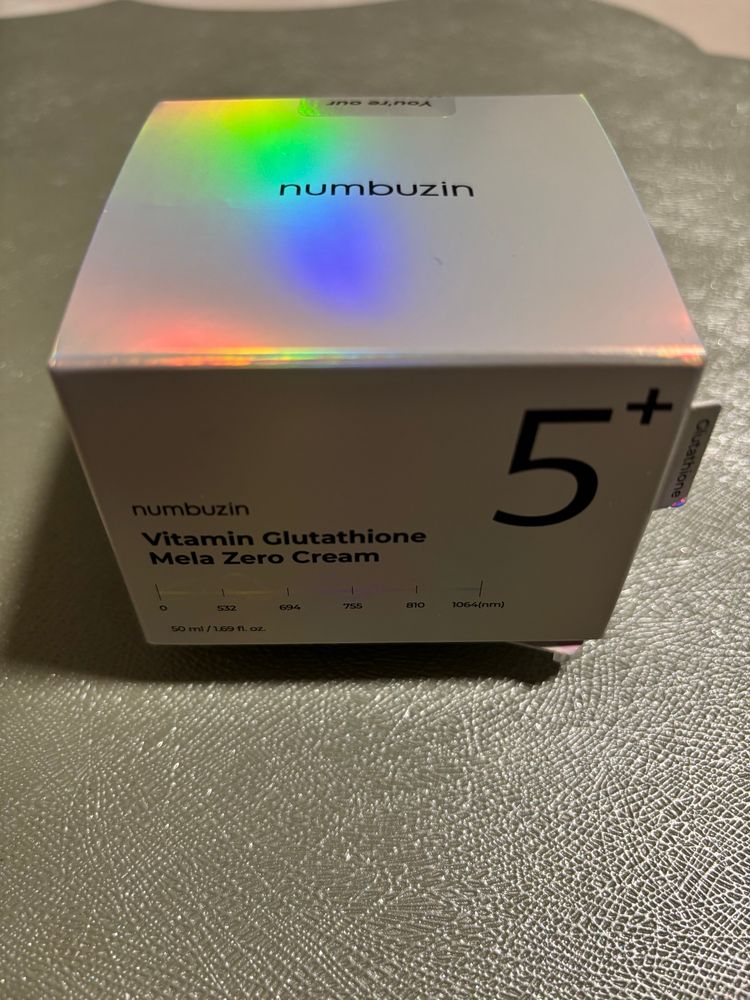 You're our
numbuzin
5+
Glutathione
numbuzin
Vitamin Glutathione
Mela Zero Cream
0 532 694 755 810 1064(nm)
50 ml / 1.69 fl. oz.